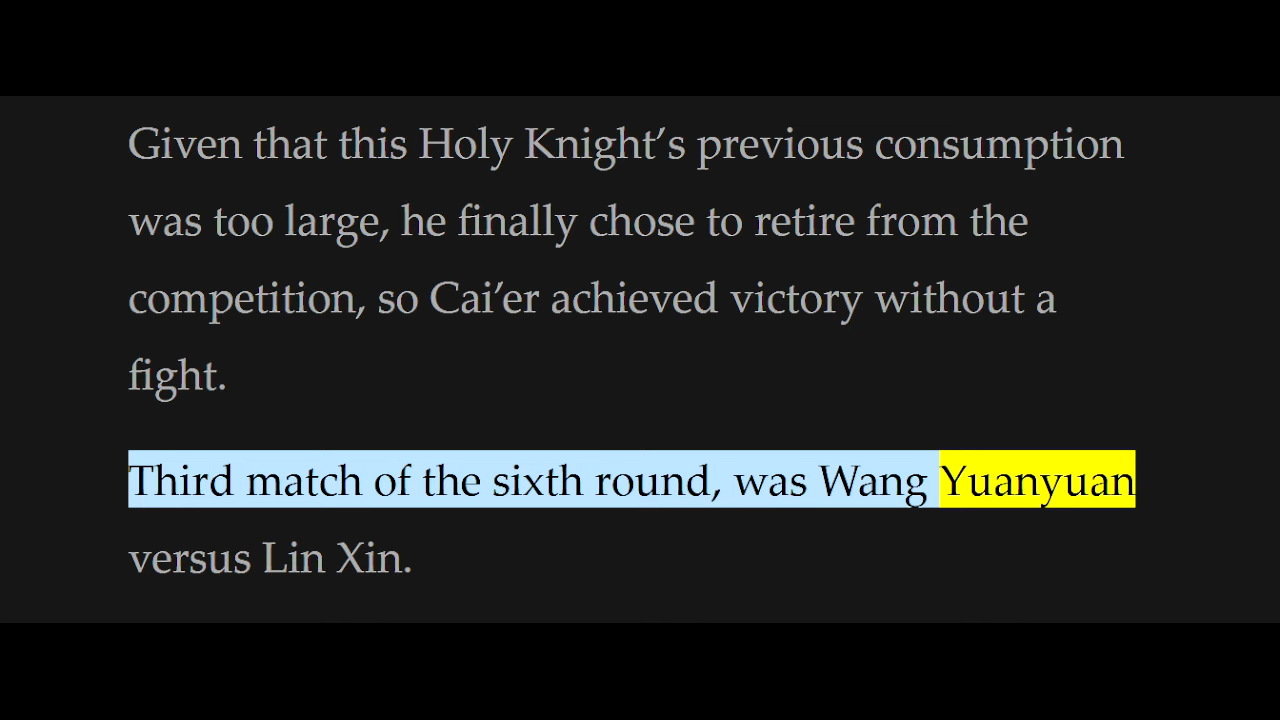 Given that this Holy Knight’s previous consumption
was too large, he finally chose to retire from the
competition, so Cai’er achieved victory without a
fight.
Third match of the sixth round, was Wang Yuanyuan
versus Lin Xin.